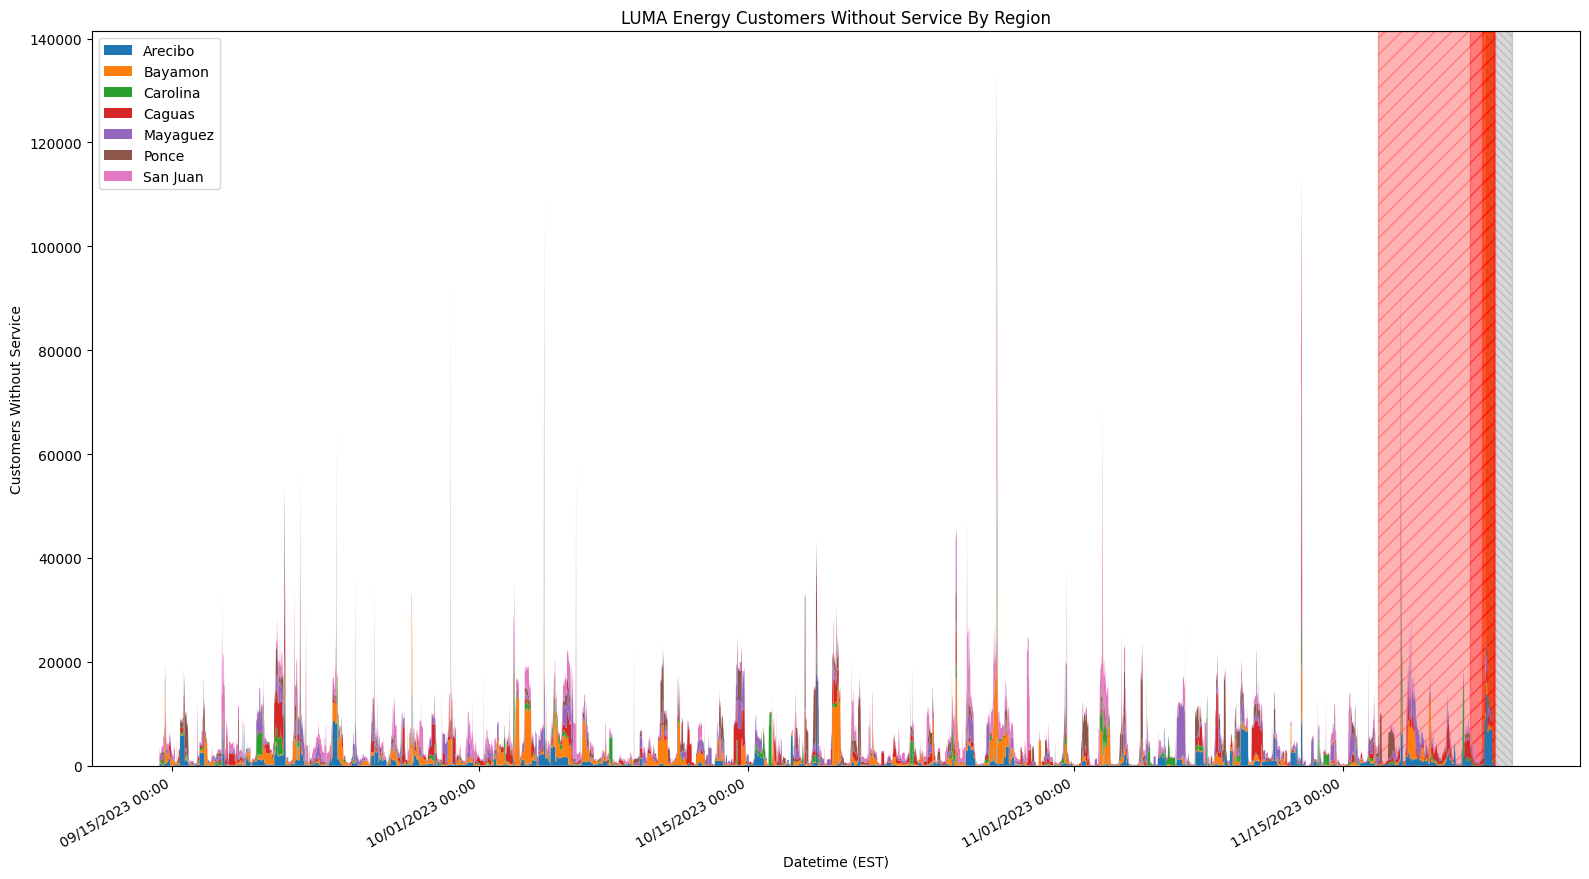 LUMA Energy Customers Without Service By Region
140000
120000
100000
80000
60000
40000
20000
0
Customers Without Service
Arecibo
Bayamon
Carolina
Caguas
Mayaguez
Ponce
San Juan
09/15/2023 00:00
10/01/2023 00:00
10/15/2023 00:00
11/01/2023 00:00
11/15/2023 00:00
Datetime (EST)